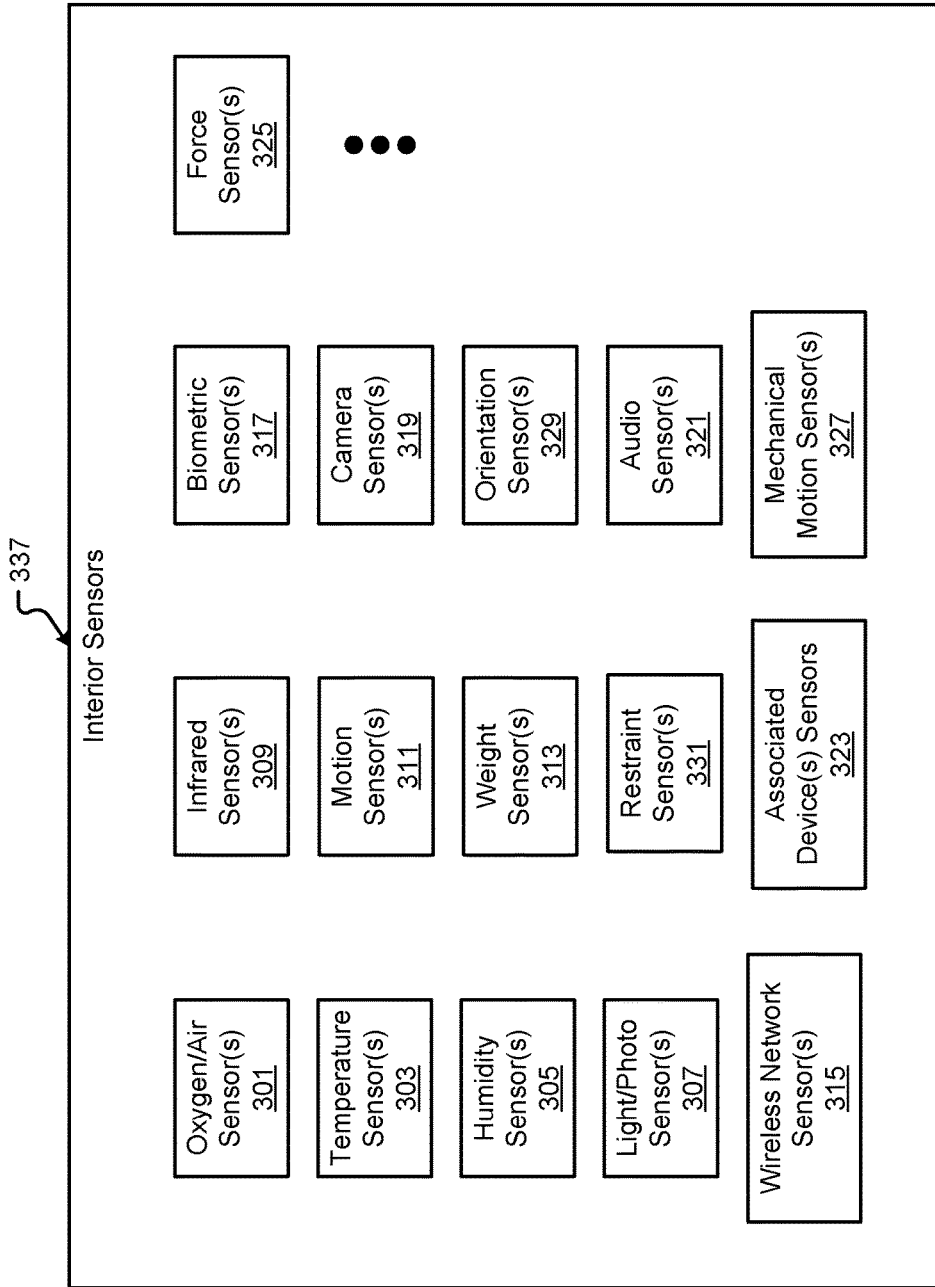 337
Interior Sensors
Oxygen/Air
Sensor(s)
301
Temperature
Sensor(s)
303
Humidity
Sensor(s)
305
Light/Photo
Sensor(s)
307
Wireless Network
Sensor(s)
315
Infrared
Sensor(s)
309
Motion
Sensor(s)
311
Weight
Sensor(s)
313
Restraint
Sensor(s)
331
Associated
Device(s) Sensors
323
Biometric
Sensor(s)
317
Camera
Sensor(s)
319
Orientation
Sensor(s)
329
Audio
Sensor(s)
321
Mechanical
Motion Sensor(s)
327
Force
Sensor(s)
325